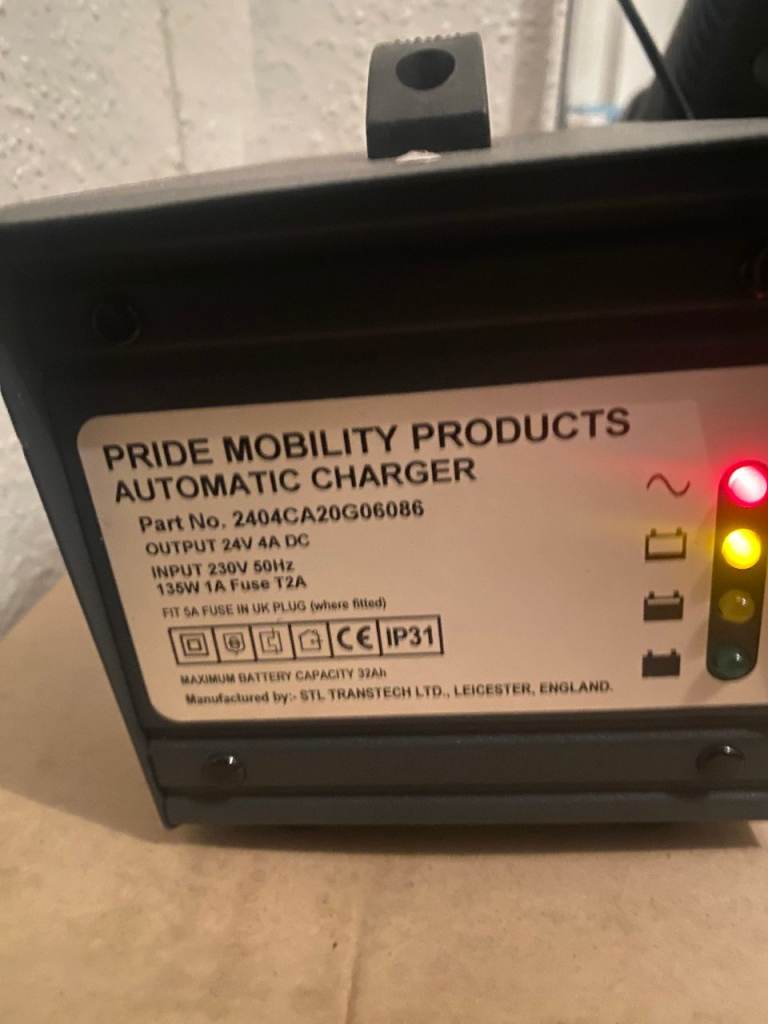 PRIDE MOBILITY PRODUCTS
AUTOMATIC CHARGER
Part No. 2404CA20G06086
OUTPUT 24V 4A DC
INPUT 230V 50Hz
135W 1A Fuse T2A
FIT 5A FUSE IN UK PLUG (where fitted)
CE IP31
MAXIMUM BATTERY CAPACITY 32Ah
Manufactured by:- STL TRANSTECH LTD., LEICESTER, ENGLAND.